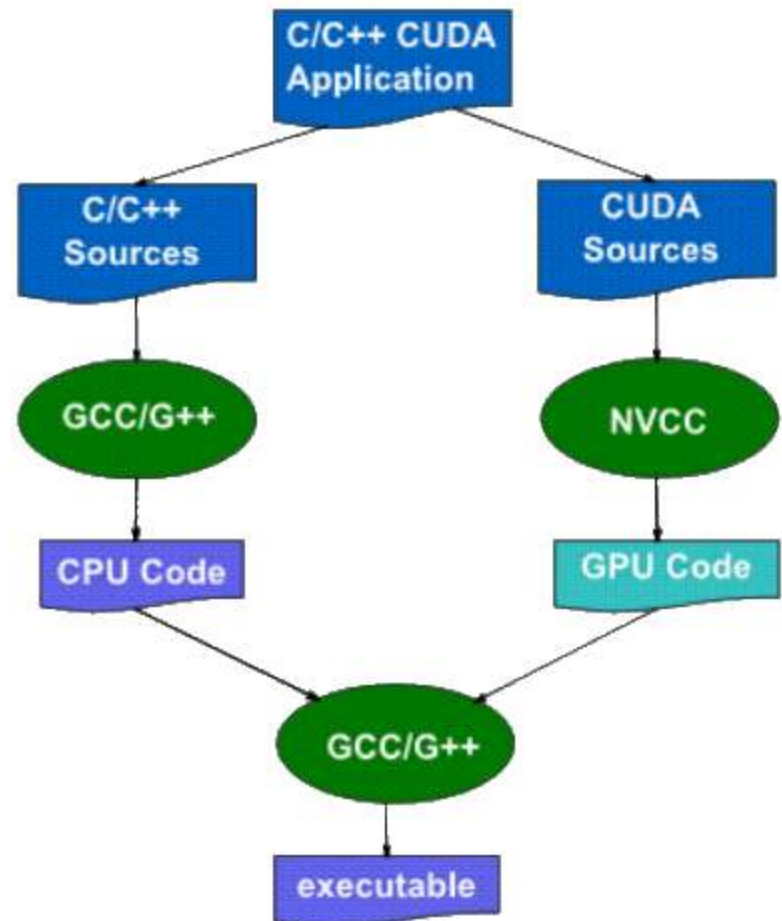 C/C++ CUDA
Application
C/C++
Sources
CUDA
Sources
GCC/G++
NVCC
CPU Code
GPU Code
GCC/G++
executable